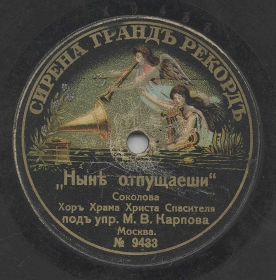 СИРЕНА ГРАНДЪ РЕКОРДЪ
„Нынѣ отпущаеши“
Соколова
Хоръ Храма Христа Спасителя
подъ упр. М. В. Карпова
Москва.
№ 9433